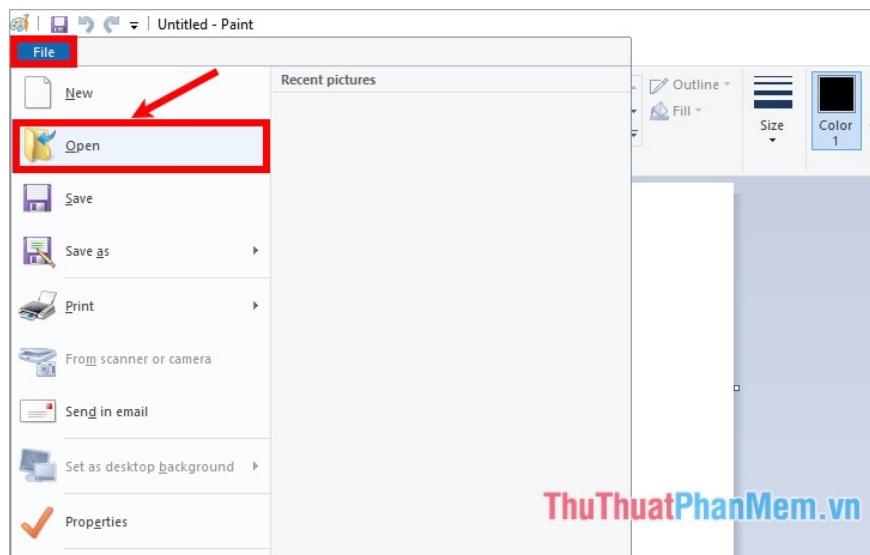 Untitled - Paint
File
Recent pictures
New
Open
Save
Save as
Print
From scanner or camera
Send in email
Set as desktop background
Properties
Outline
Fill
Size
Color
1
ThuThuatPhanMem.vn